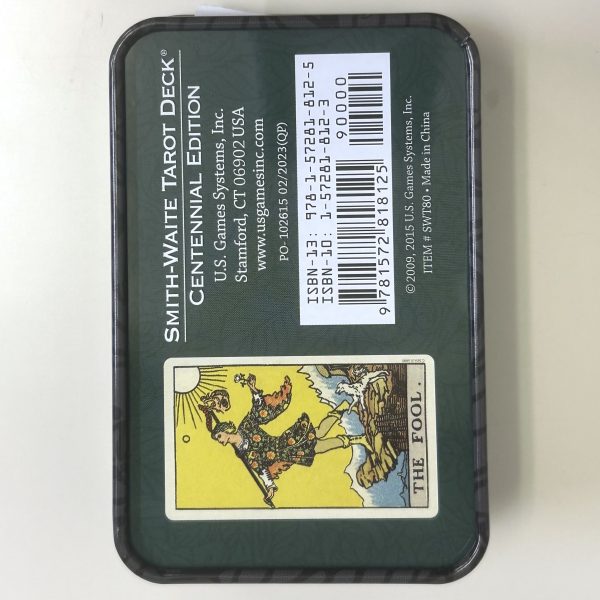 SMITH-WAITE TAROT DECK®
CENTENNIAL EDITION
U.S. Games Systems, Inc.
Stamford, CT 06902 USA
www.usgamesinc.com
PO-102615 02/2023(QP)
ISBN-13: 978-1-57281-812-5
ISBN-10: 1-57281-812-3
90000
9 781572 818125
©2009, 2015 U.S. Games Systems, Inc.
ITEM # SWT80 • Made in China
THE FOOL.